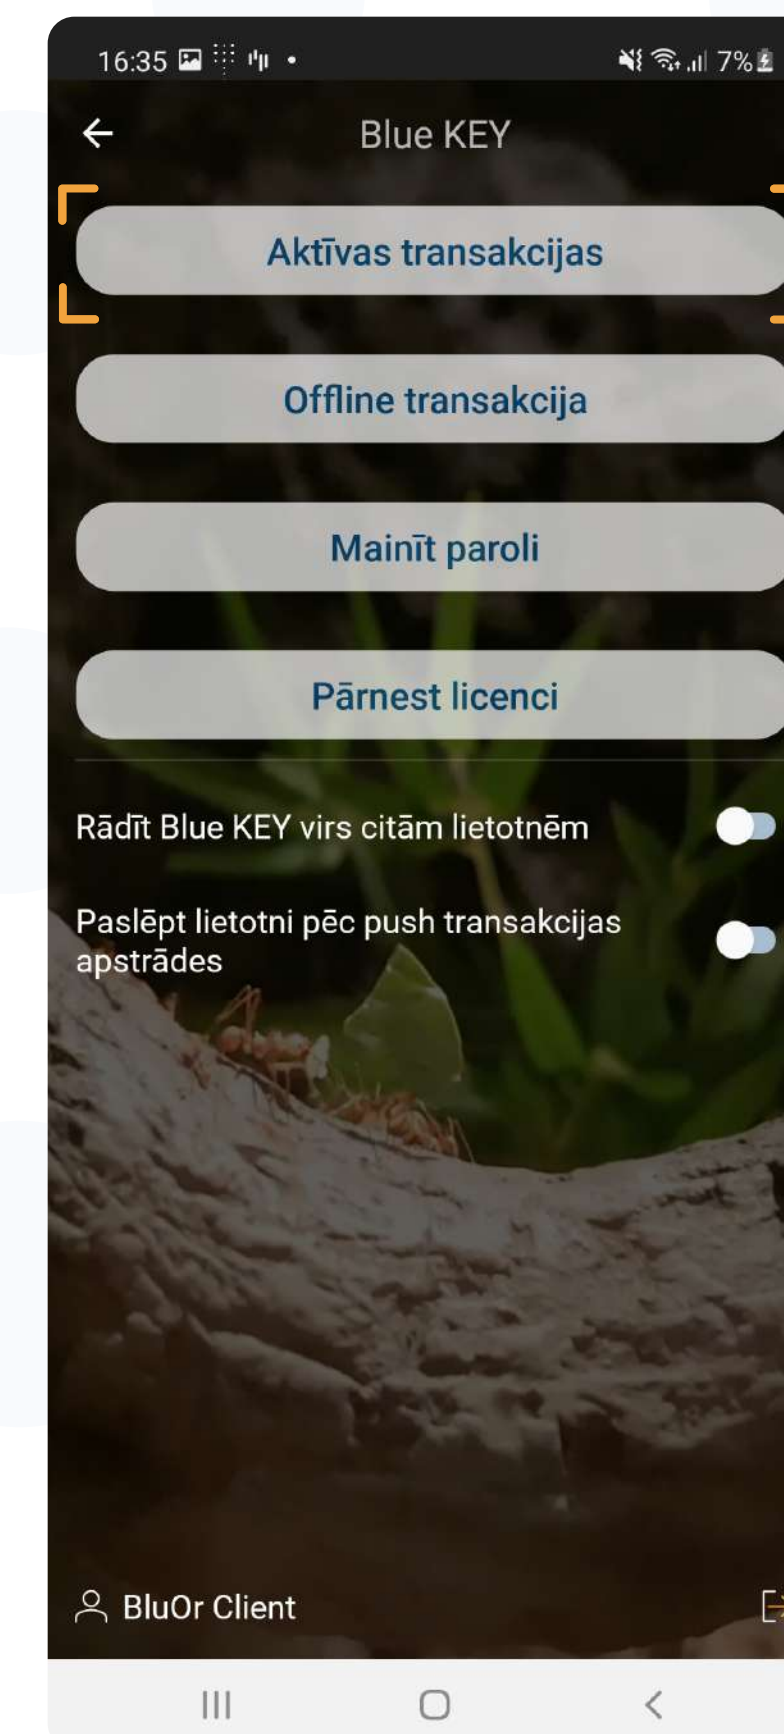 16:35
7%
Blue KEY
Aktīvas transakcijas
Offline transakcija
Mainīt paroli
Pārnest licenci
Rādīt Blue KEY virs citām lietotnēm
Paslēpt lietotni pēc push transakcijas
apstrādes
BluOr Client